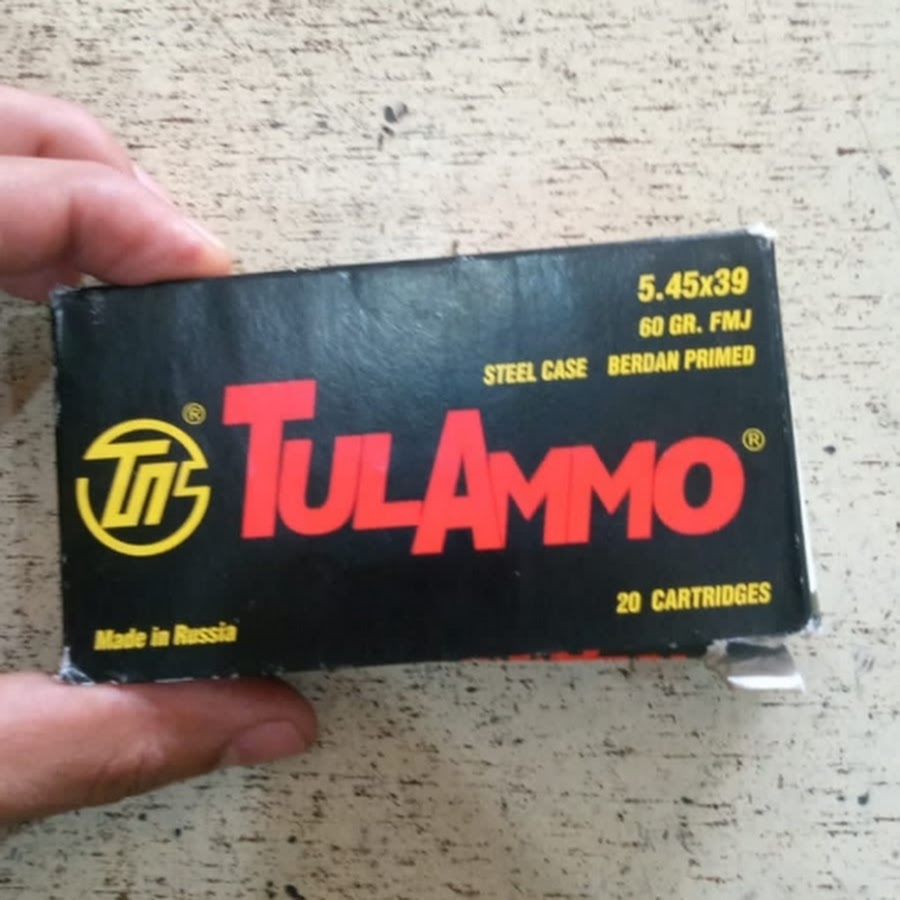 5.45x39
60 GR. FMJ
STEEL CASE BERDAN PRIMED
®
TULAMMO®
20 CARTRIDGES
Made in Russia